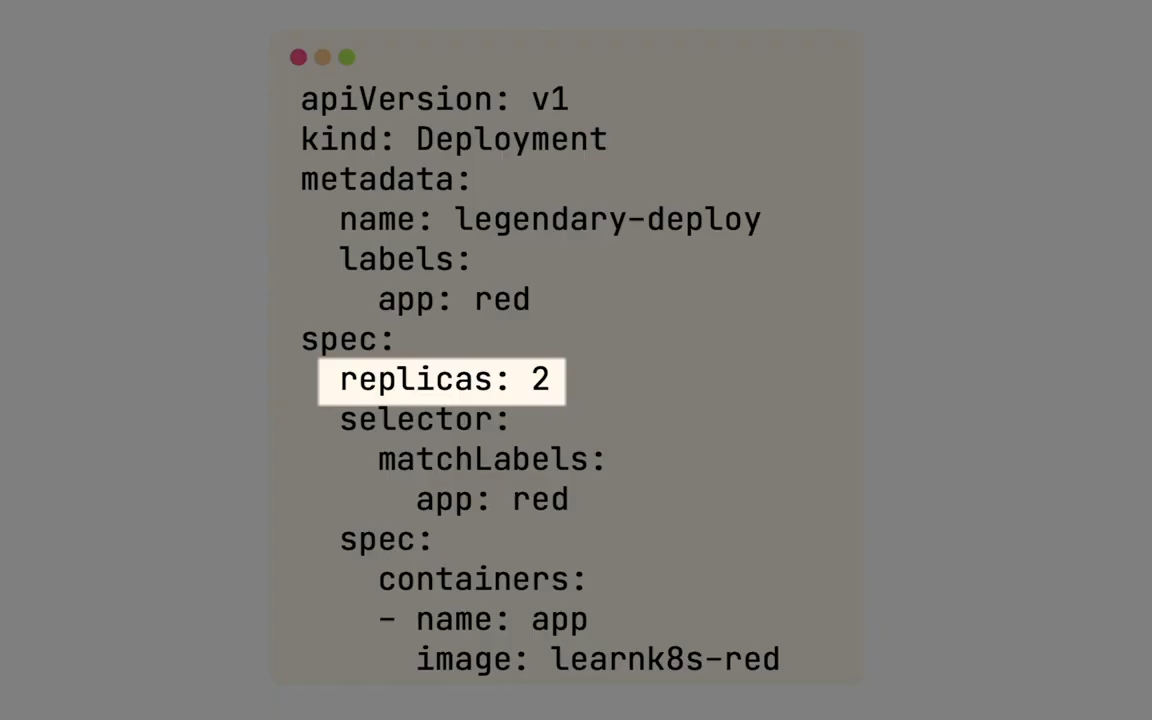 apiVersion: v1
kind: Deployment
metadata:
  name: legendary-deploy
  labels:
    app: red
spec:
  replicas: 2
  selector:
    matchLabels:
      app: red
  spec:
    containers:
    - name: app
      image: learnk8s-red